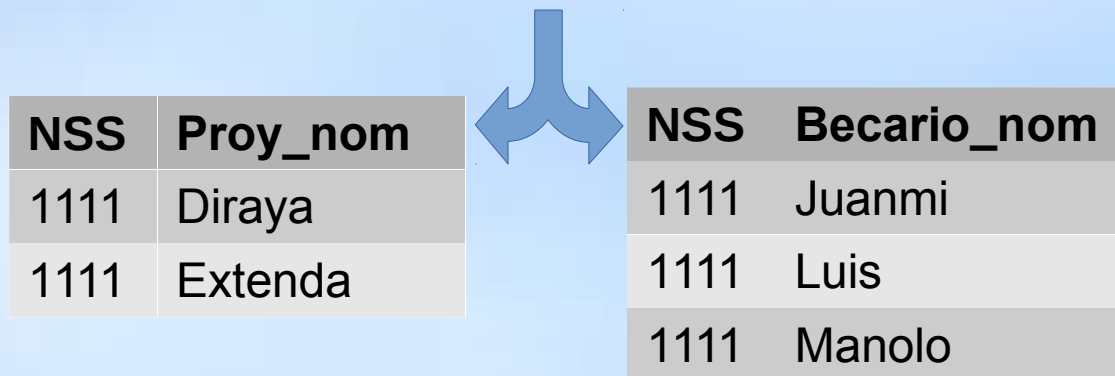 NSS Proy_nom
1111 Diraya
1111 Extenda
NSS Becario_nom
1111 Juanmi
1111 Luis
1111 Manolo